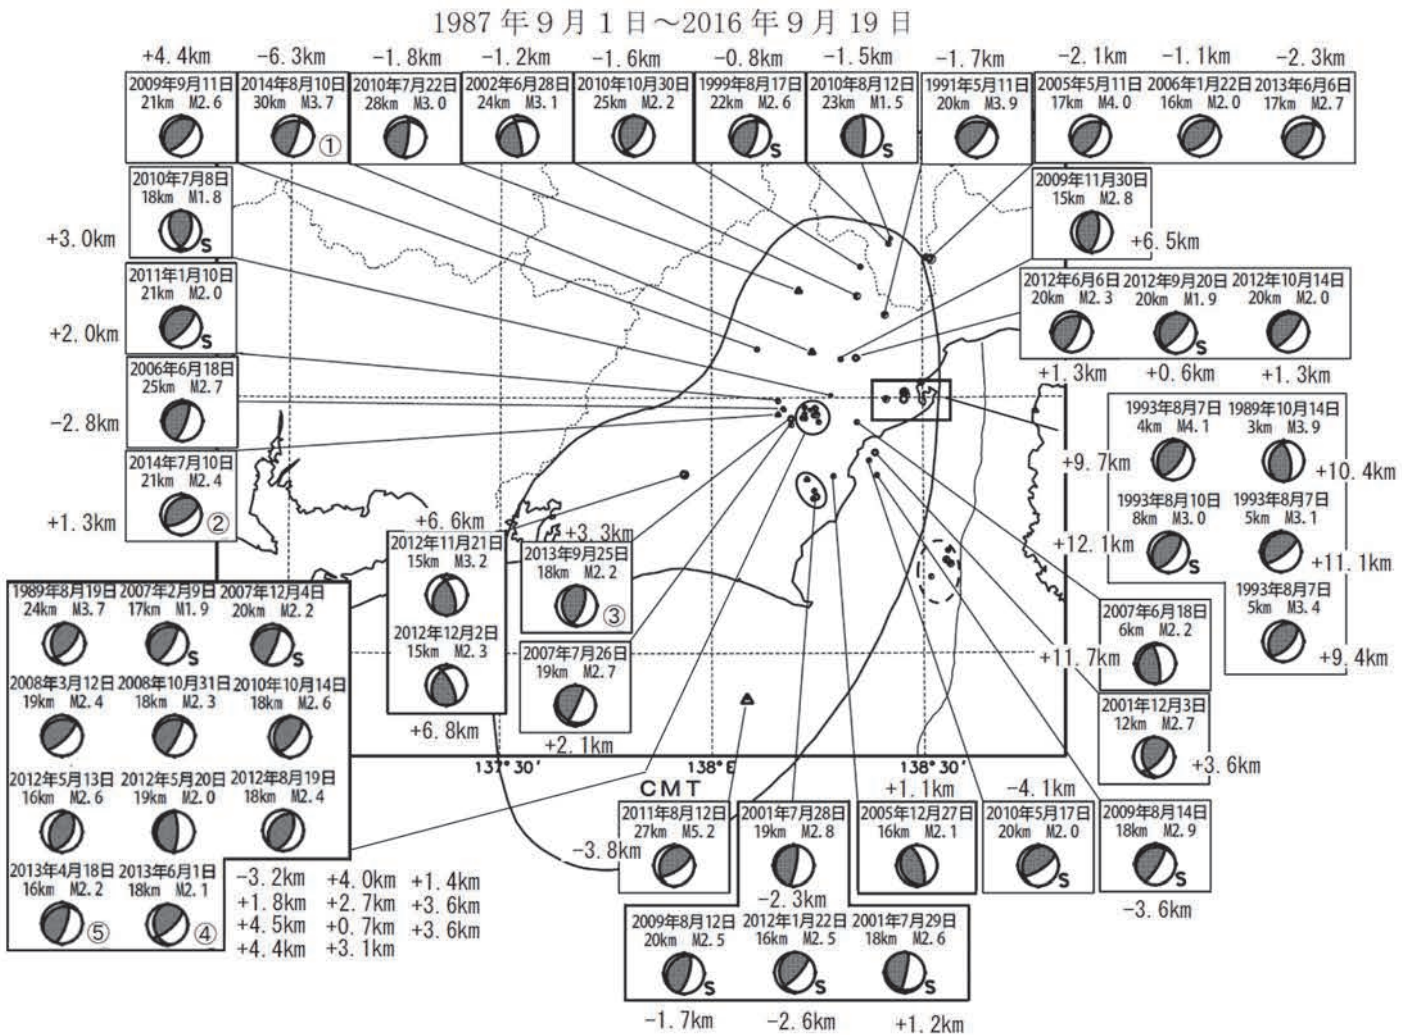 1987年9月1日～2016年9月19日
+4.4km
-6.3km
-1.8km
-1.2km
-1.6km
-0.8km
-1.5km
-1.7km
-2.1km
-1.1km
-2.3km
2009年9月11日
21km M2.6
2014年8月10日
30km M3.7
①
2010年7月22日
28km M3.0
2002年6月28日
24km M3.1
2010年10月30日
25km M2.2
1999年8月17日
22km M2.6
S
2010年8月12日
23km M1.5
S
1991年5月11日
20km M3.9
2005年5月11日
17km M4.0
2006年1月22日
16km M2.0
2013年6月6日
17km M2.7
2010年7月8日
18km M1.8
S
+3.0km
2009年11月30日
15km M2.8
+6.5km
2011年1月10日
21km M2.0
S
+2.0km
2012年6月6日
20km M2.3
2012年9月20日
20km M1.9
S
2012年10月14日
20km M2.0
+1.3km
+0.6km
+1.3km
2006年6月18日
25km M2.7
-2.8km
2014年7月10日
21km M2.4
②
+1.3km
1993年8月7日
4km M4.1
+9.7km
1989年10月14日
3km M3.9
+10.4km
1993年8月10日
8km M3.0
+12.1km
1993年8月7日
5km M3.1
+11.1km
1993年8月7日
5km M3.4
+9.4km
+6.6km
2012年11月21日
15km M3.2
2012年12月2日
15km M2.3
+6.8km
+3.3km
2013年9月25日
18km M2.2
③
2007年7月26日
19km M2.7
+2.1km
2007年6月18日
6km M2.2
+11.7km
2001年12月3日
12km M2.7
+3.6km
1989年8月19日
24km M3.7
2007年2月9日
17km M1.9
S
2007年12月4日
20km M2.2
S
2008年3月12日
19km M2.4
2008年10月31日
18km M2.3
2010年10月14日
18km M2.6
2012年5月13日
16km M2.6
2012年5月20日
19km M2.0
2012年8月19日
18km M2.4
2013年4月18日
16km M2.2
⑤
2013年6月1日
18km M2.1
④
-3.2km +4.0km +1.4km
+1.8km +2.7km +3.6km
+4.5km +0.7km +3.6km
+4.4km +3.1km
137°30'
138°E
138°30'
CMT
2011年8月12日
27km M5.2
-3.8km
2001年7月28日
19km M2.8
-2.3km
+1.1km
2005年12月27日
16km M2.1
-4.1km
2010年5月17日
20km M2.0
S
2009年8月14日
18km M2.9
S
-3.6km
2009年8月12日
20km M2.5
S
2012年1月22日
16km M2.5
S
2001年7月29日
18km M2.6
S
-1.7km
-2.6km
+1.2km